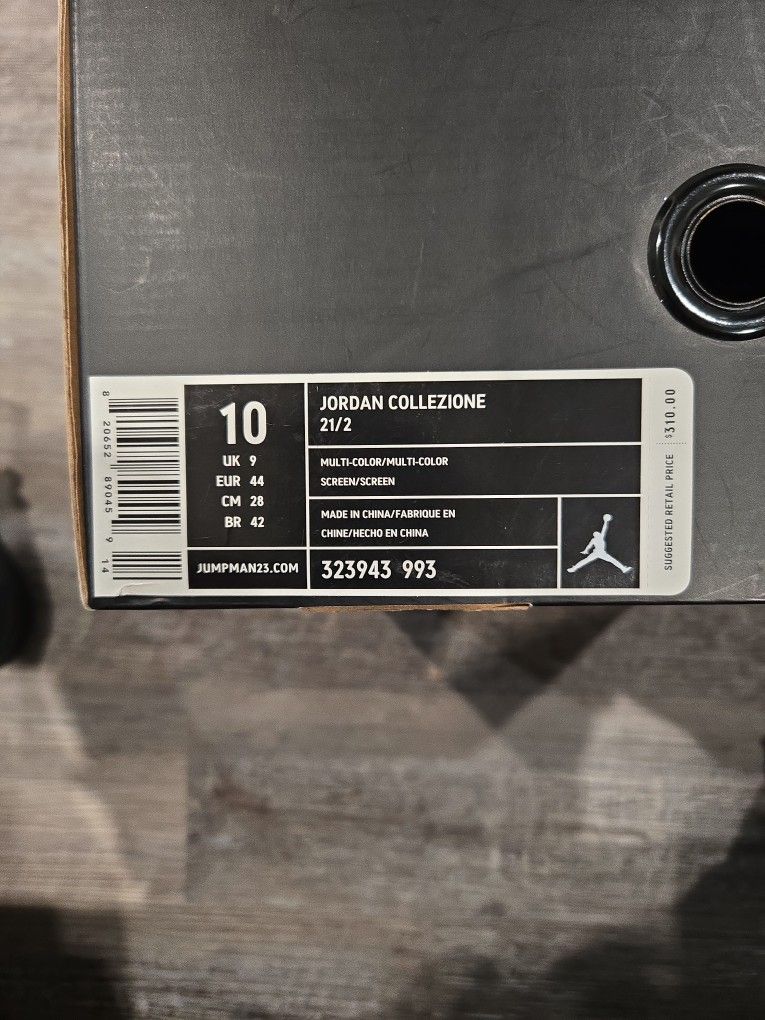 8 20652 89045 9
14
10
UK 9
EUR 44
CM 28
BR 42
JUMPMAN23.COM
JORDAN COLLEZIONE
21/2
MULTI-COLOR/MULTI-COLOR
SCREEN/SCREEN
MADE IN CHINA/FABRIQUE EN
CHINE/HECHO EN CHINA
323943 993
SUGGESTED RETAIL PRICE $310.00